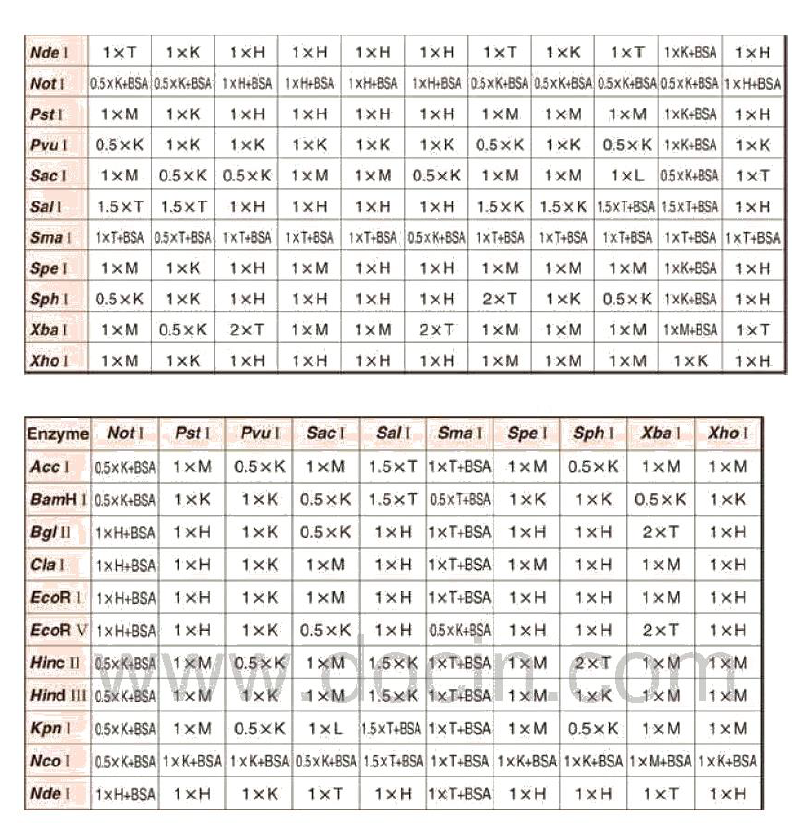 Nde I 1×T 1×K 1×H 1×H 1×H 1×H 1×T 1×K 1×T 1×K+BSA 1×H
Not I 0.5×K+BSA 0.5×K+BSA 1×H+BSA 1×H+BSA 1×H+BSA 1×H+BSA 0.5×K+BSA 0.5×K+BSA 0.5×K+BSA 0.5×K+BSA 1×H+BSA
Pst I 1×M 1×K 1×H 1×H 1×H 1×H 1×M 1×M 1×M 1×K+BSA 1×H
Pvu I 0.5×K 1×K 1×K 1×K 1×K 1×K 0.5×K 1×K 0.5×K 1×K+BSA 1×K
Sac I 1×M 0.5×K 0.5×K 1×M 1×M 0.5×K 1×M 1×M 1×L 0.5×K+BSA 1×T
Sal I 1.5×T 1.5×T 1×H 1×H 1×H 1×H 1.5×K 1.5×K 1.5×T+BSA 1.5×T+BSA 1×H
Sma I 1×T+BSA 0.5×T+BSA 1×T+BSA 1×T+BSA 1×T+BSA 0.5×K+BSA 1×T+BSA 1×T+BSA 1×T+BSA 1×T+BSA 1×T+BSA
Spe I 1×M 1×K 1×H 1×M 1×H 1×H 1×M 1×M 1×M 1×K+BSA 1×H
Sph I 0.5×K 1×K 1×H 1×H 1×H 1×H 2×T 1×K 0.5×K 1×K+BSA 1×H
Xba I 1×M 0.5×K 2×T 1×M 1×M 2×T 1×M 1×M 1×M 1×M+BSA 1×T
Xho I 1×M 1×K 1×H 1×H 1×H 1×H 1×M 1×M 1×M 1×K 1×H
Enzyme Not I Pst I Pvu I Sac I Sal I Sma I Spe I Sph I Xba I Xho I
Acc I 0.5×K+BSA 1×M 0.5×K 1×M 1.5×T 1×T+BSA 1×M 0.5×K 1×M 1×M
BamH I 0.5×K+BSA 1×K 1×K 0.5×K 1.5×T 0.5×T+BSA 1×K 1×K 0.5×K 1×K
Bgl II 1×H+BSA 1×H 1×K 0.5×K 1×H 1×T+BSA 1×H 1×H 2×T 1×H
Cla I 1×H+BSA 1×H 1×K 1×M 1×H 1×T+BSA 1×M 1×H 1×M 1×H
EcoR I 1×H+BSA 1×H 1×K 1×M 1×H 1×T+BSA 1×H 1×H 1×M 1×H
EcoR V 1×H+BSA 1×H 1×K 0.5×K 1×H 0.5×K+BSA 1×H 1×H 2×T 1×H
Hinc II 0.5×K+BSA 1×M 0.5×K 1×M 1.5×K 1×T+BSA 1×M 2×T 1×M 1×M
www.docin.com
Hind III 0.5×K+BSA 1×M 1×K 1×M 1.5×K 1×T+BSA 1×M 1×K 1×M 1×M
Kpn I 0.5×K+BSA 1×M 0.5×K 1×L 1.5×T+BSA 1×T+BSA 1×M 0.5×K 1×M 1×M
Nco I 0.5×K+BSA 1×K+BSA 1×K+BSA 0.5×K+BSA 1.5×T+BSA 1×T+BSA 1×K+BSA 1×K+BSA 1×M+BSA 1×K+BSA
Nde I 1×H+BSA 1×H 1×K 1×T 1×H 1×T+BSA 1×H 1×H 1×T 1×H